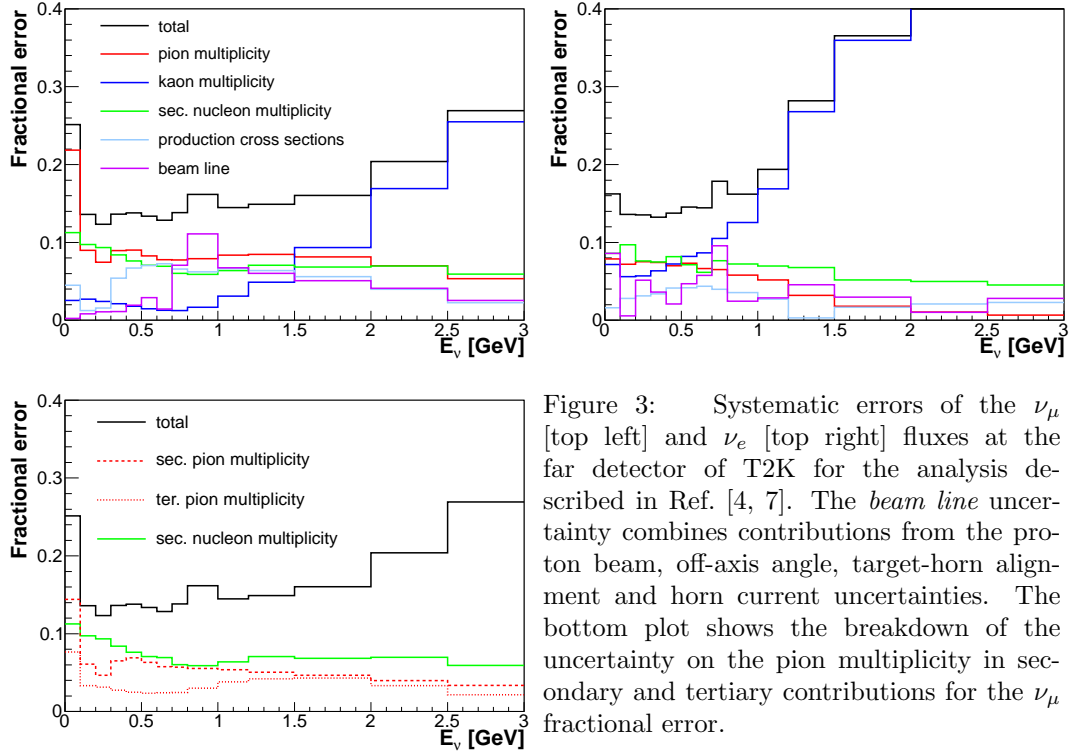 Fractional error
0.4
0.3
0.2
0.1
0
total
pion multiplicity
kaon multiplicity
sec. nucleon multiplicity
production cross sections
beam line
0 0.5 1 1.5 2 2.5 3
E_ν [GeV]
Fractional error
0.4
0.3
0.2
0.1
0
0 0.5 1 1.5 2 2.5 3
E_ν [GeV]
Fractional error
0.4
0.3
0.2
0.1
0
total
sec. pion multiplicity
ter. pion multiplicity
sec. nucleon multiplicity
0 0.5 1 1.5 2 2.5 3
E_ν [GeV]
Figure 3: Systematic errors of the ν_μ
[top left] and ν_e [top right] fluxes at the
far detector of T2K for the analysis de-
scribed in Ref. [4, 7]. The beam line uncer-
tainty combines contributions from the pro-
ton beam, off-axis angle, target-horn align-
ment and horn current uncertainties. The
bottom plot shows the breakdown of the
uncertainty on the pion multiplicity in sec-
ondary and tertiary contributions for the ν_μ
fractional error.